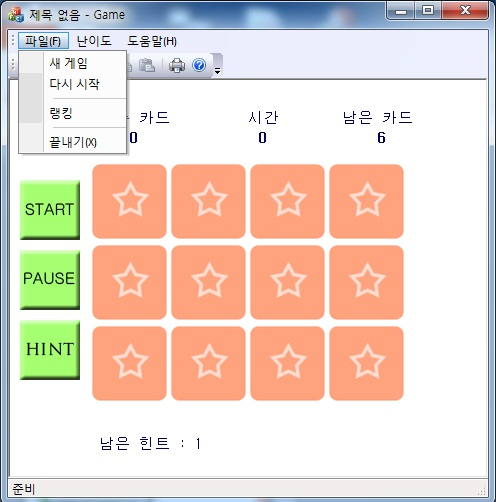 제목 없음 - Game
파일(F) 난이도 도움말(H)
새 게임
다시 시작
랭킹
끝내기(X)
카드 시간 남은 카드
0 0 6
START
PAUSE
HINT
남은 힌트 : 1
준비